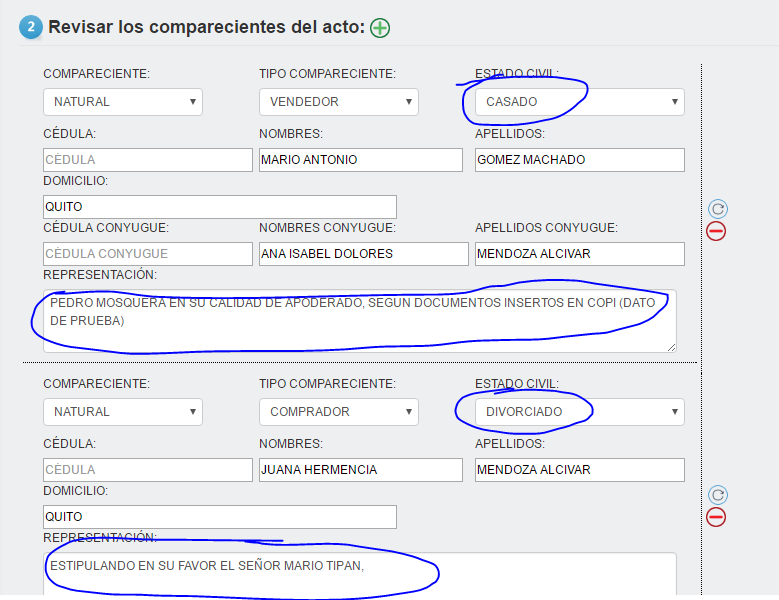 2 Revisar los comparecientes del acto:
COMPARECIENTE: TIPO COMPARECIENTE: ESTADO CIVIL:
NATURAL VENDEDOR CASADO
CÉDULA: NOMBRES: APELLIDOS:
CÉDULA MARIO ANTONIO GOMEZ MACHADO
DOMICILIO:
QUITO
CÉDULA CONYUGUE: NOMBRES CONYUGUE: APELLIDOS CONYUGUE:
CÉDULA CONYUGUE ANA ISABEL DOLORES MENDOZA ALCIVAR
REPRESENTACIÓN:
PEDRO MOSQUERA EN SU CALIDAD DE APODERADO, SEGUN DOCUMENTOS INSERTOS EN COPI (DATO
DE PRUEBA)
COMPARECIENTE: TIPO COMPARECIENTE: ESTADO CIVIL:
NATURAL COMPRADOR DIVORCIADO
CÉDULA: NOMBRES: APELLIDOS:
CÉDULA JUANA HERMENCIA MENDOZA ALCIVAR
DOMICILIO:
QUITO
REPRESENTACIÓN:
ESTIPULANDO EN SU FAVOR EL SEÑOR MARIO TIPAN,